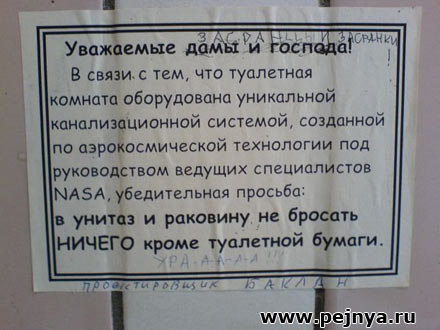 ЗАСРАНЦЫ И ЗАСРАНКИ!
Уважаемые дамы и господа!
В связи с тем, что туалетная
комната оборудована уникальной
канализационной системой, созданной
по аэрокосмической технологии под
руководством ведущих специалистов
NASA, убедительная просьба:
в унитаз и раковину не бросать
НИЧЕГО кроме туалетной бумаги.
УРА-А-А-А!!!
проэктировщик БАКЛАН
www.pejnya.ru